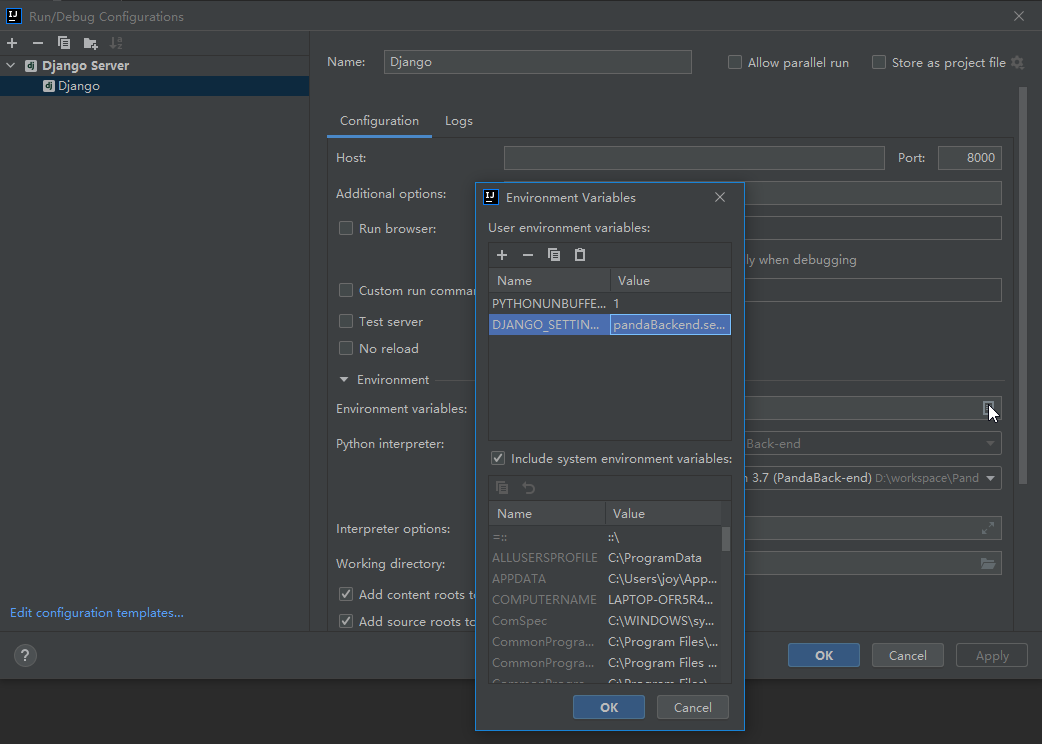 Run/Debug Configurations
Django Server
Django
Edit configuration templates...
Name: Django
Allow parallel run
Store as project file
Configuration Logs
Host:
Port: 8000
Additional options:
Run browser:
ly when debugging
Custom run comma
Test server
No reload
Environment
Environment variables:
Python interpreter:
Back-end
3.7 (PandaBack-end) D:\workspace\Pand
Interpreter options:
Working directory:
Add content roots to
Add source roots to
? OK Cancel Apply
Environment Variables
User environment variables:
Name Value
PYTHONUNBUFFE... 1
DJANGO_SETTIN... pandaBackend.se...
Include system environment variables:
Name Value
=:: ::\
ALLUSERSPROFILE C:\ProgramData
APPDATA C:\Users\joy\App...
COMPUTERNAME LAPTOP-OFR5R4...
ComSpec C:\WINDOWS\sy...
CommonProgra... C:\Program Files\...
CommonProgra... C:\Program Files ...
OK Cancel